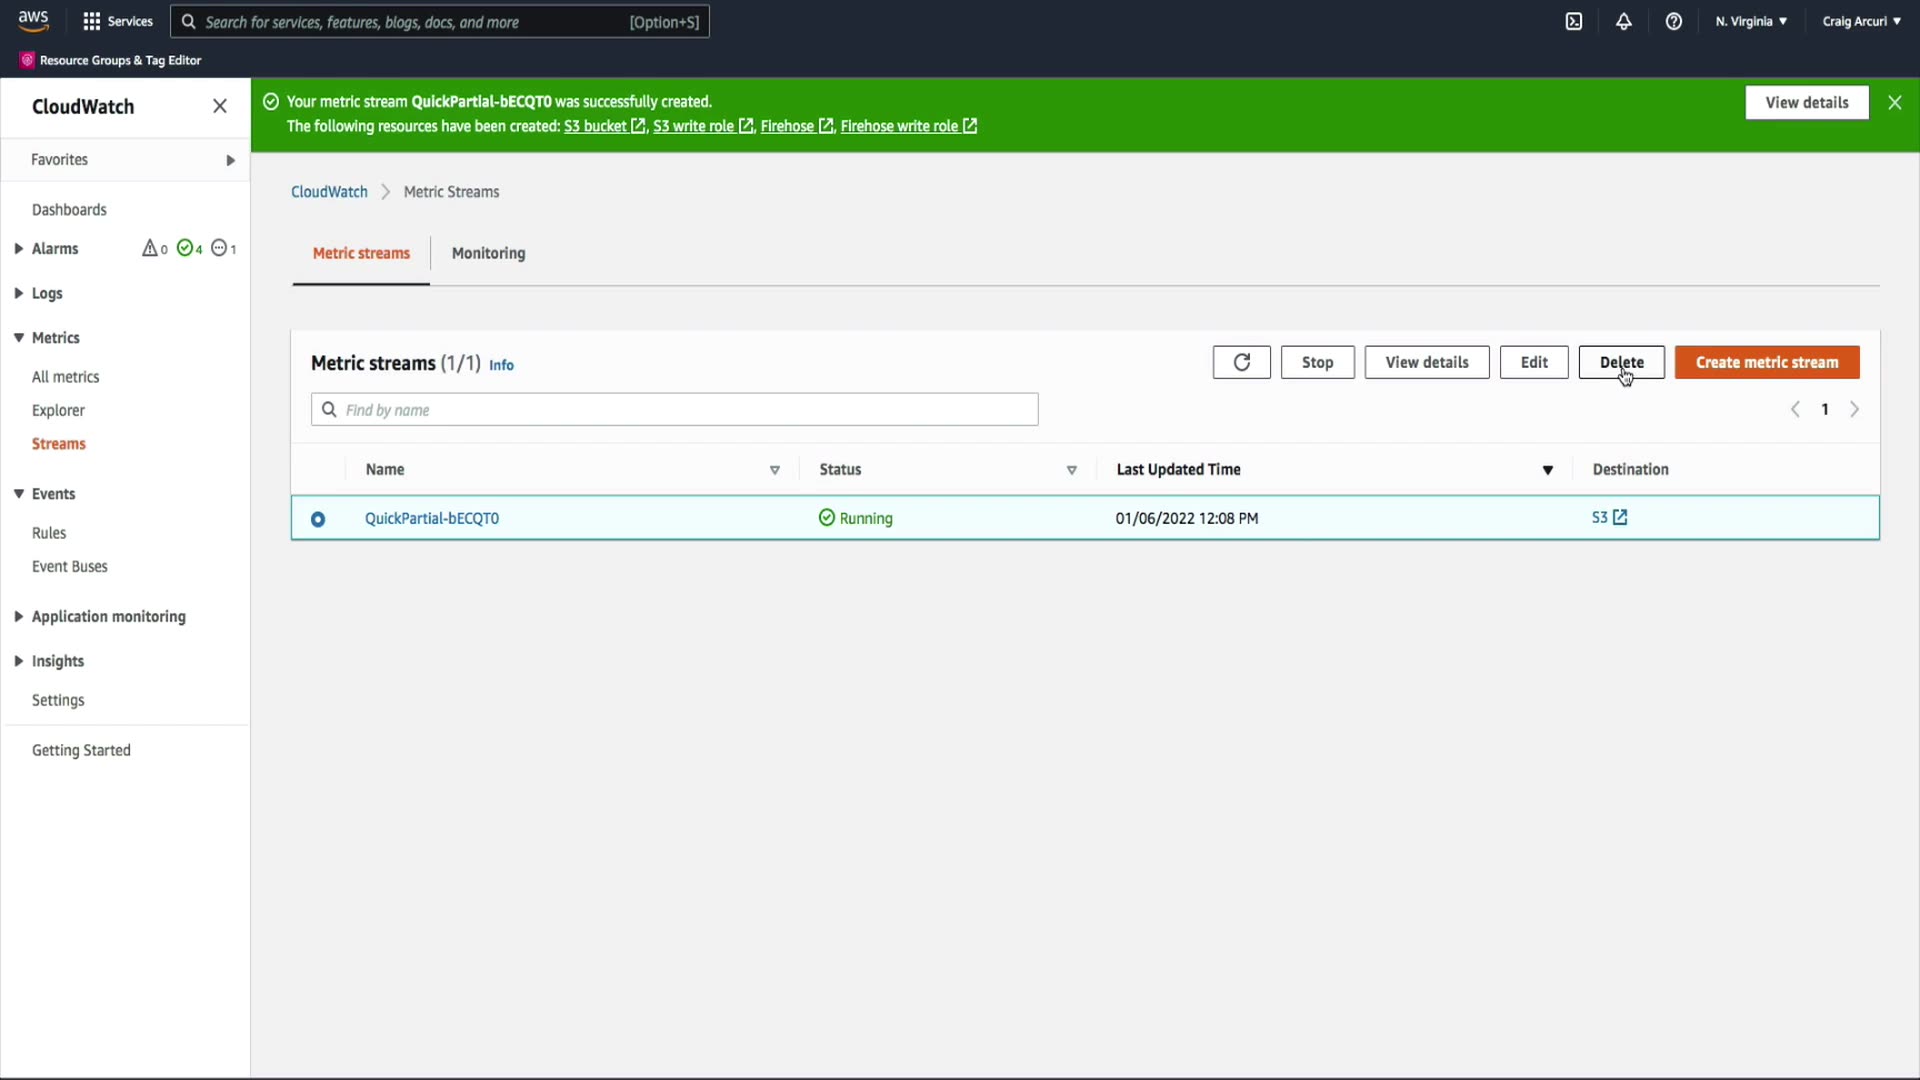 aws
Services
Search for services, features, blogs, docs, and more
[Option+S]
N. Virginia
Craig Arcuri
Resource Groups & Tag Editor
CloudWatch
Favorites
Dashboards
Alarms
0
4
1
Logs
Metrics
All metrics
Explorer
Streams
Events
Rules
Event Buses
Application monitoring
Insights
Settings
Getting Started
Your metric stream QuickPartial-bECQT0 was successfully created.
The following resources have been created: S3 bucket, S3 write role, Firehose, Firehose write role
View details
CloudWatch
Metric Streams
Metric streams
Monitoring
Metric streams (1/1) Info
Stop
View details
Edit
Delete
Create metric stream
Find by name
1
Name
Status
Last Updated Time
Destination
QuickPartial-bECQT0
Running
01/06/2022 12:08 PM
S3